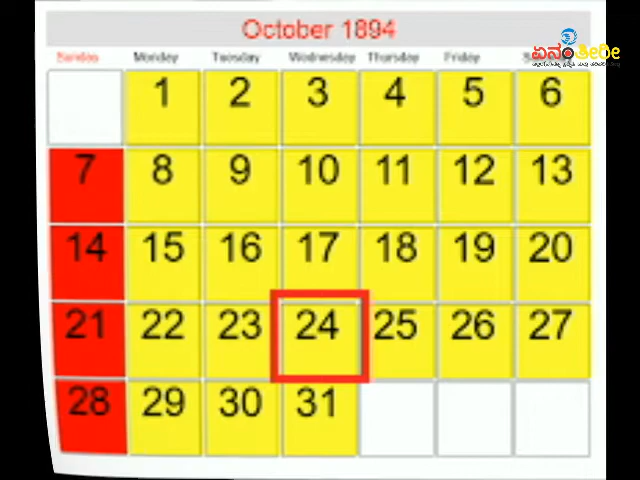 October 1894
ಏನಂತೀರೀ
Sunday Monday Tuesday Wednesday Thursday Friday
1 2 3 4 5 6
7 8 9 10 11 12 13
14 15 16 17 18 19 20
21 22 23 24 25 26 27
28 29 30 31